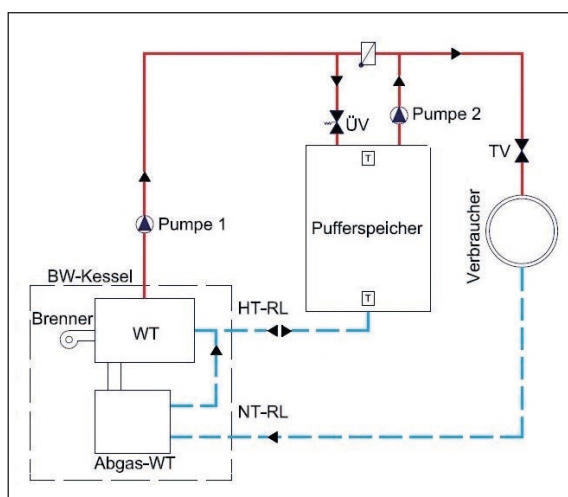 ÜV
Pumpe 2
TV
Pumpe 1
T
Pufferspeicher
Verbraucher
T
BW-Kessel
Brenner
WT
HT-RL
NT-RL
Abgas-WT